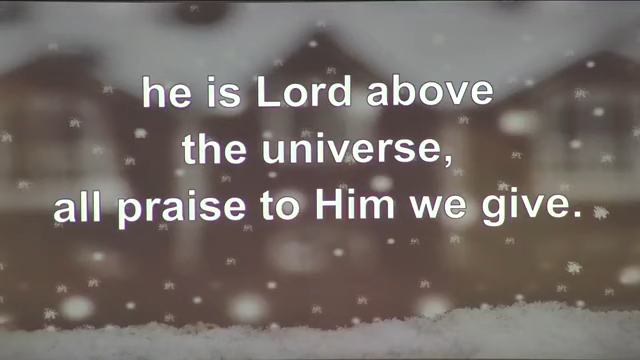 he is Lord above
the universe,
all praise to Him we give.